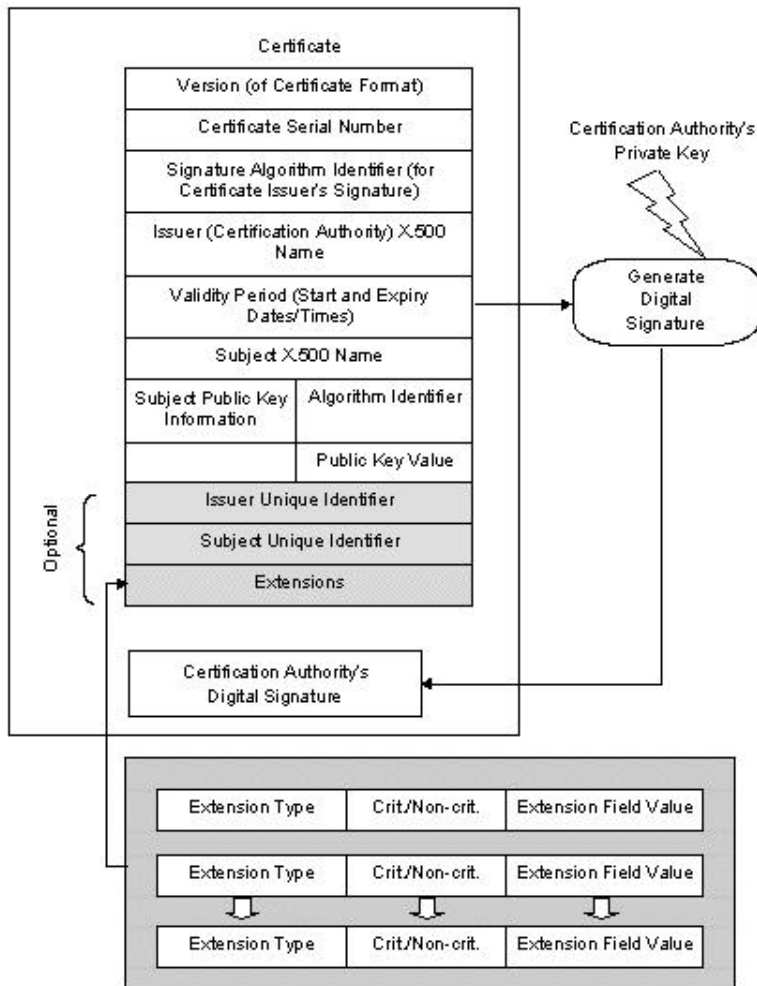 Certificate
Version (of Certificate Format)
Certificate Serial Number
Signature Algorithm Identifier (for
Certificate Issuer's Signature)
Issuer (Certification Authority) X.500
Name
Validity Period (Start and Expiry
Dates/Times)
Subject X.500 Name
Subject Public Key
Information
Algorithm Identifier
Public Key Value
Optional
Issuer Unique Identifier
Subject Unique Identifier
Extensions
Certification Authority's
Digital Signature
Certification Authority's
Private Key
Generate
Digital
Signature
Extension Type Crit./Non-crit. Extension Field Value
Extension Type Crit./Non-crit. Extension Field Value
Extension Type Crit./Non-crit. Extension Field Value